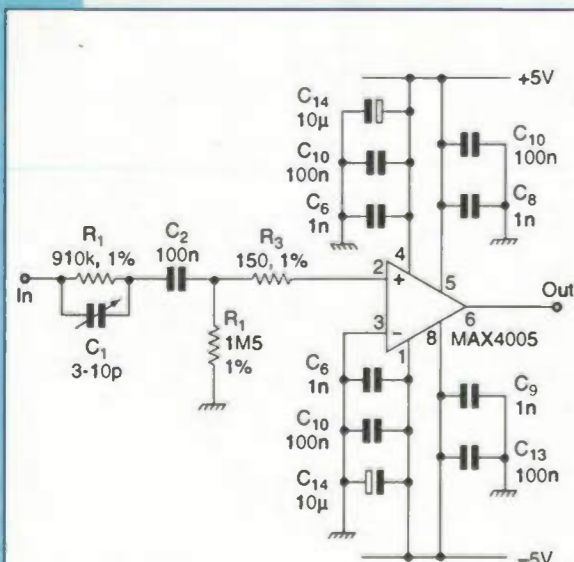 +5V
C14
10µ
C10
100n
C6
1n
C10
100n
C8
1n
R1
910k, 1%
C2
100n
R3
150, 1%
In
C1
3-10p
R1
1M5
1%
4
2
+
5
6
Out
3
−
1
8
MAX4005
C6
1n
C10
100n
C14
10µ
C9
1n
C13
100n
−5V